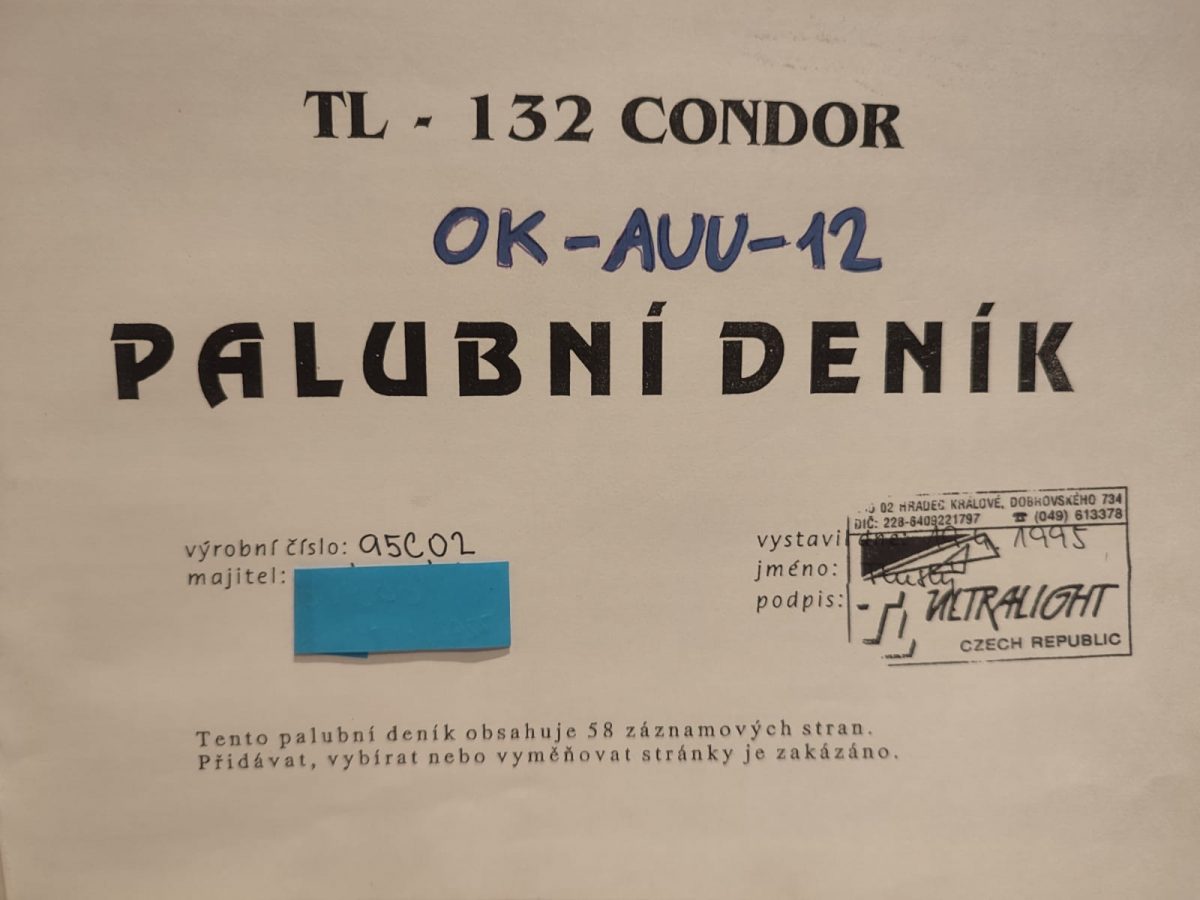 TL - 132 CONDOR
OK-AUU-12
PALUBNÍ DENÍK
výrobní číslo: 95C02
majitel:
02 HRADEC KRÁLOVÉ, DOBROVSKÉHO 734
DIČ: 228-6409221797 ☎ (049) 613378
vystavil dne: 1995
jméno:
podpis:
ULTRALIGHT
CZECH REPUBLIC
Tento palubní deník obsahuje 58 záznamových stran.
Přidávat, vybírat nebo vyměňovat stránky je zakázáno.